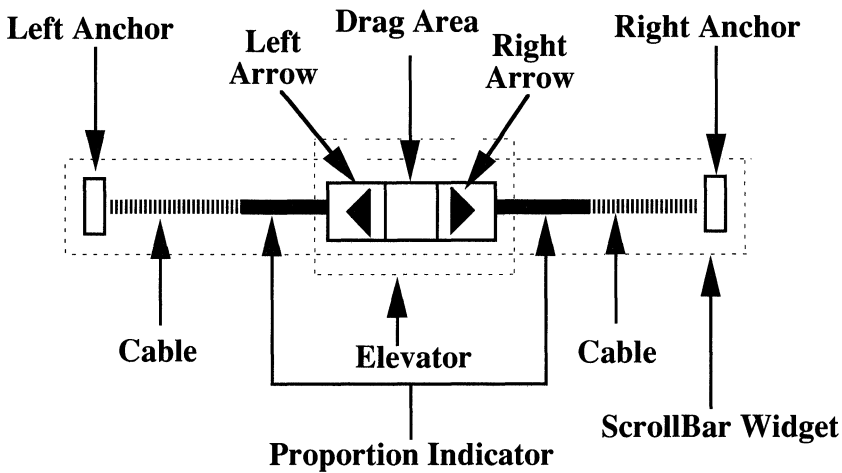 Left Anchor
Left
Arrow
Drag Area
Right
Arrow
Right Anchor
Cable
Elevator
Cable
ScrollBar Widget
Proportion Indicator